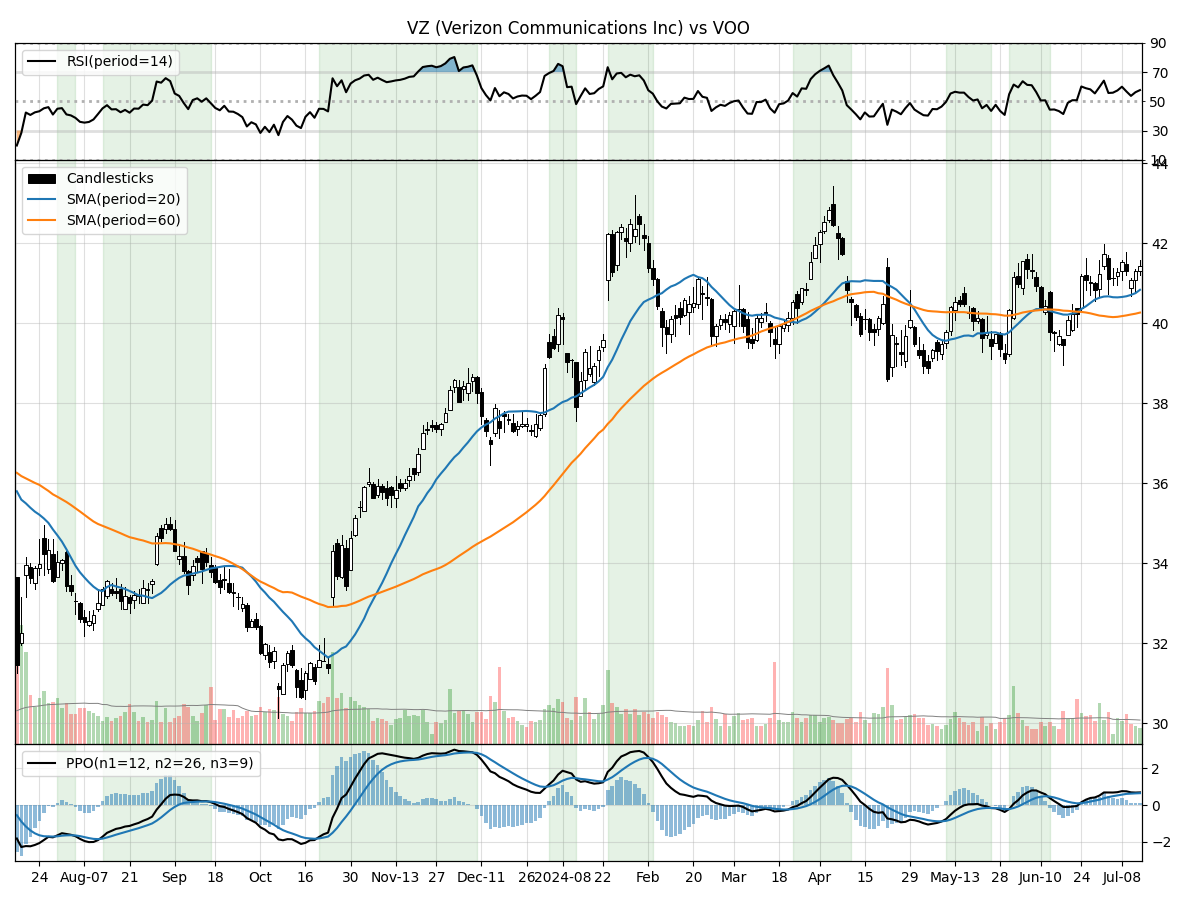 VZ (Verizon Communications Inc) vs VOO
RSI(period=14)
90
70
50
30
10
Candlesticks
SMA(period=20)
SMA(period=60)
44
42
40
38
36
34
32
30
PPO(n1=12, n2=26, n3=9)
2
0
−2
24 Aug-07 21 Sep 18 Oct 16 30 Nov-13 27 Dec-11 26 2024-08 22 Feb 20 Mar 18 Apr 15 29 May-13 28 Jun-10 24 Jul-08